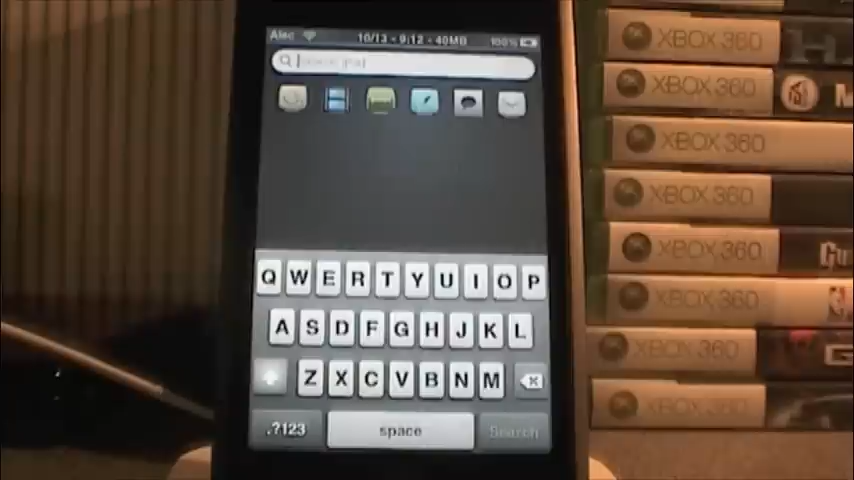 Alec 10/13 - 9:12 - 40MB 100%
Q W E R T Y U I O P
A S D F G H J K L
Z X C V B N M
.?123 space Search
XBOX 360
XBOX 360
XBOX 360
XBOX 360
XBOX 360
XBOX 360
XBOX 360
XBOX 360